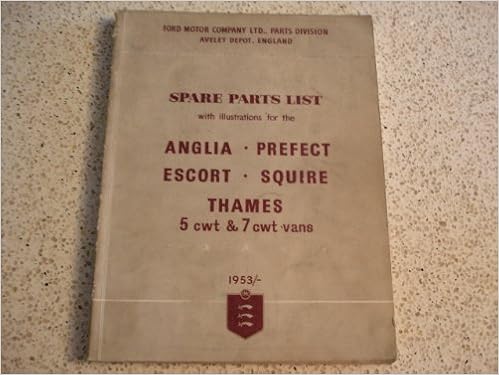 FORD MOTOR COMPANY LTD., PARTS DIVISION
AVELEY DEPOT, ENGLAND
SPARE PARTS LIST
with illustrations for the
ANGLIA · PREFECT
ESCORT · SQUIRE
THAMES
5 cwt & 7 cwt vans
1953/-